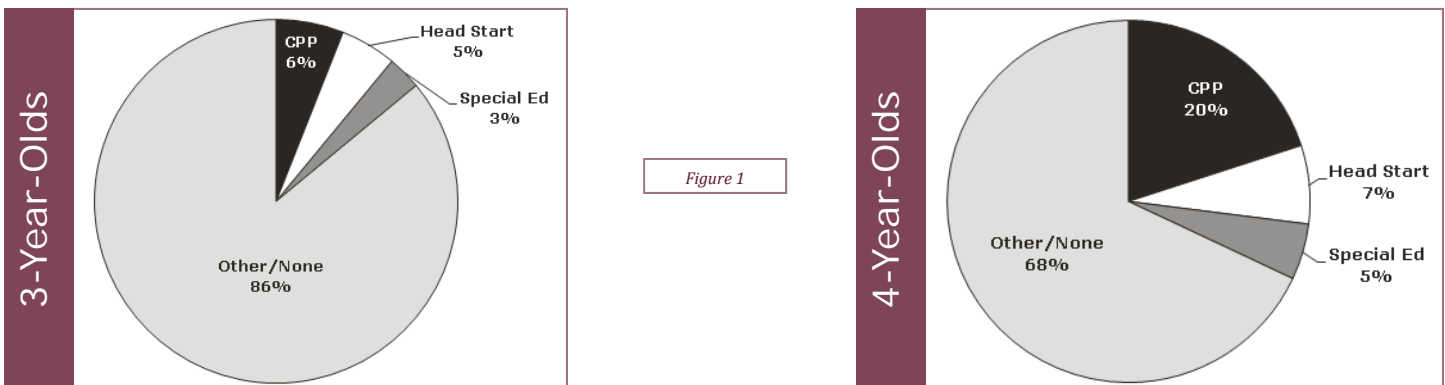 3-Year-Olds
CPP
6%
Head Start
5%
Special Ed
3%
Other/None
86%
Figure 1
4-Year-Olds
CPP
20%
Head Start
7%
Special Ed
5%
Other/None
68%